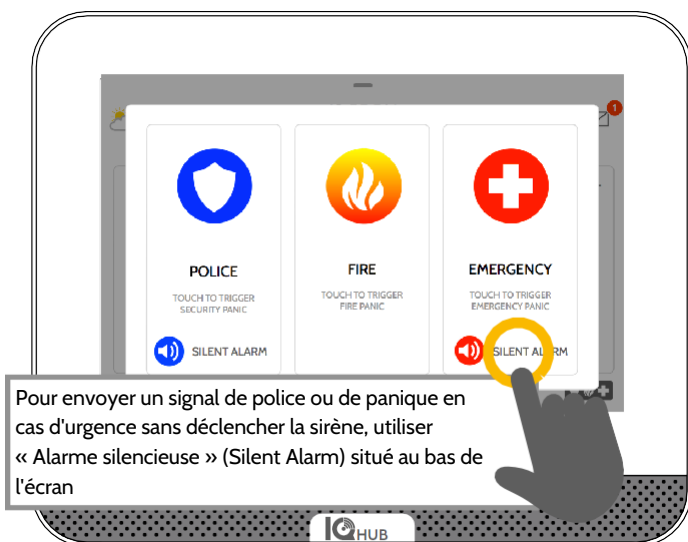 1
POLICE
FIRE
EMERGENCY
TOUCH TO TRIGGER
SECURITY PANIC
TOUCH TO TRIGGER
FIRE PANIC
TOUCH TO TRIGGER
EMERGENCY PANIC
SILENT ALARM
SILENT ALARM
Pour envoyer un signal de police ou de panique en
cas d'urgence sans déclencher la sirène, utiliser
« Alarme silencieuse » (Silent Alarm) situé au bas de
l'écran
IQ HUB